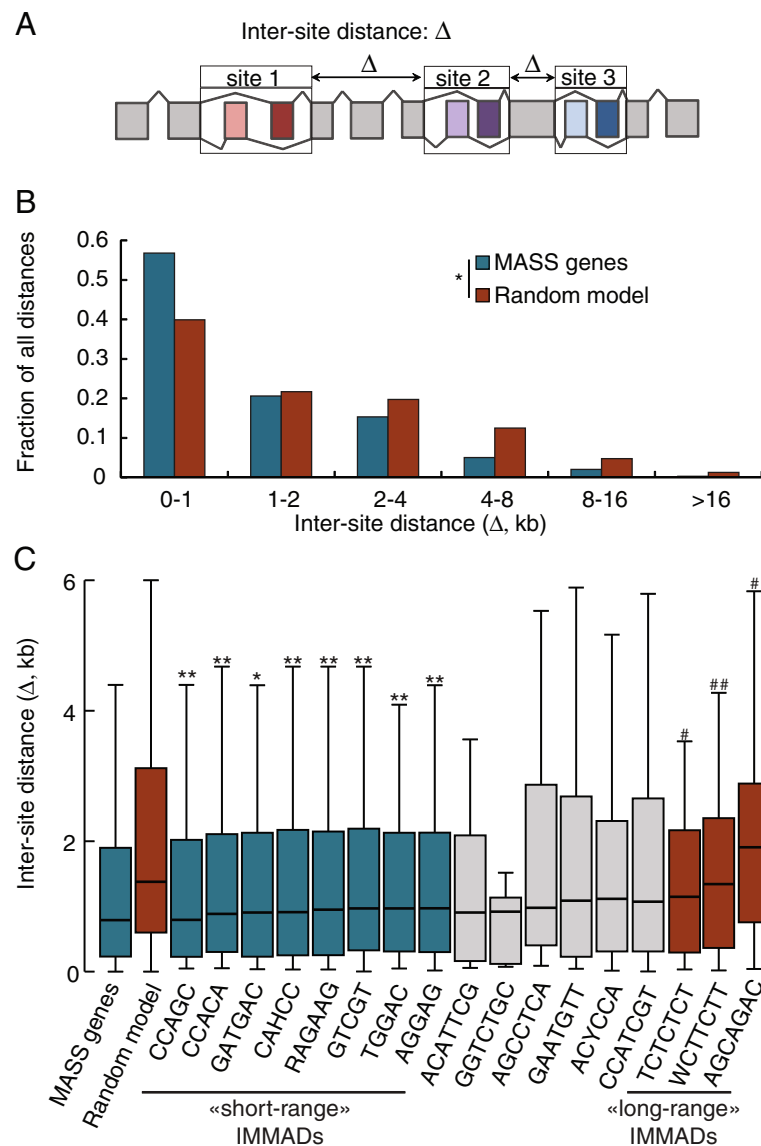 A
Inter-site distance: Δ
site 1
Δ
site 2
Δ
site 3
B
Fraction of all distances
0.6
0.5
0.4
0.3
0.2
0.1
0
* MASS genes
Random model
0-1 1-2 2-4 4-8 8-16 >16
Inter-site distance (Δ, kb)
C
Inter-site distance (Δ, kb)
6
4
2
0
** ** * ** ** ** ** ** # ## #
MASS genes
Random model
CCAGC
CCACA
GATGAC
CAHCC
RAGAAG
GTCGT
TGGAC
AGGAG
ACATTCG
GGTCTGC
AGCCTCA
GAATGTT
ACYCCA
CCATCGT
TCTCTCT
WCTTCTT
AGCAGAC
«short-range»
IMMADs
«long-range»
IMMADs